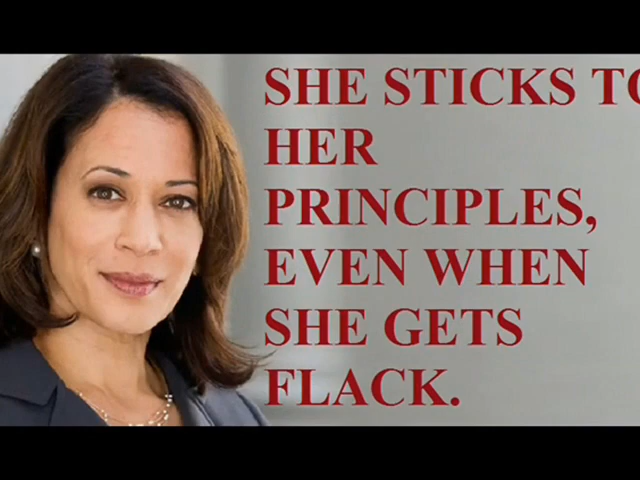 SHE STICKS TO
HER
PRINCIPLES,
EVEN WHEN
SHE GETS
FLACK.